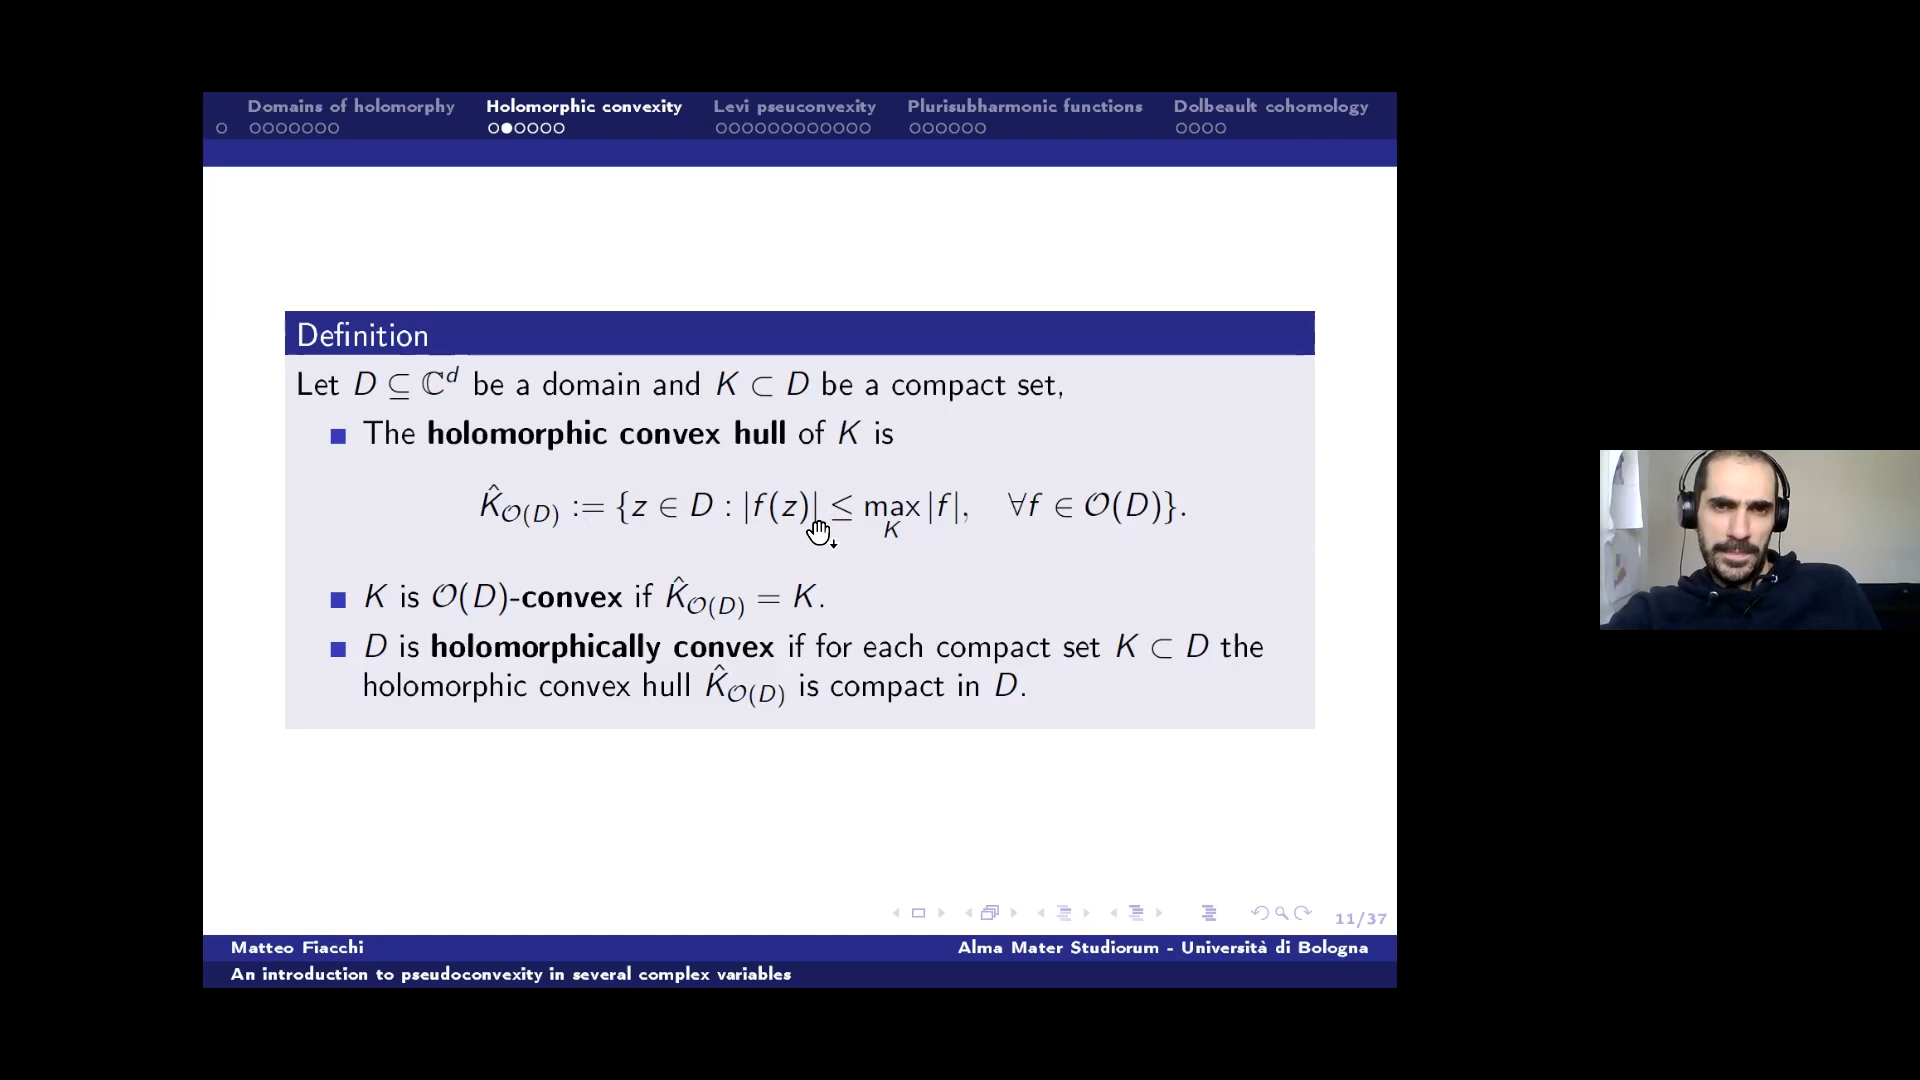 Domains of holomorphy Holomorphic convexity Levi pseuconvexity Plurisubharmonic functions Dolbeault cohomology
Definition
Let D ⊆ ℂ^d be a domain and K ⊂ D be a compact set,
The holomorphic convex hull of K is
K̂_{𝒪(D)} := {z ∈ D : |f(z)| ≤ max_K |f|, ∀f ∈ 𝒪(D)}.
K is 𝒪(D)-convex if K̂_{𝒪(D)} = K.
D is holomorphically convex if for each compact set K ⊂ D the
holomorphic convex hull K̂_{𝒪(D)} is compact in D.
11/37
Matteo Fiacchi Alma Mater Studiorum - Università di Bologna
An introduction to pseudoconvexity in several complex variables